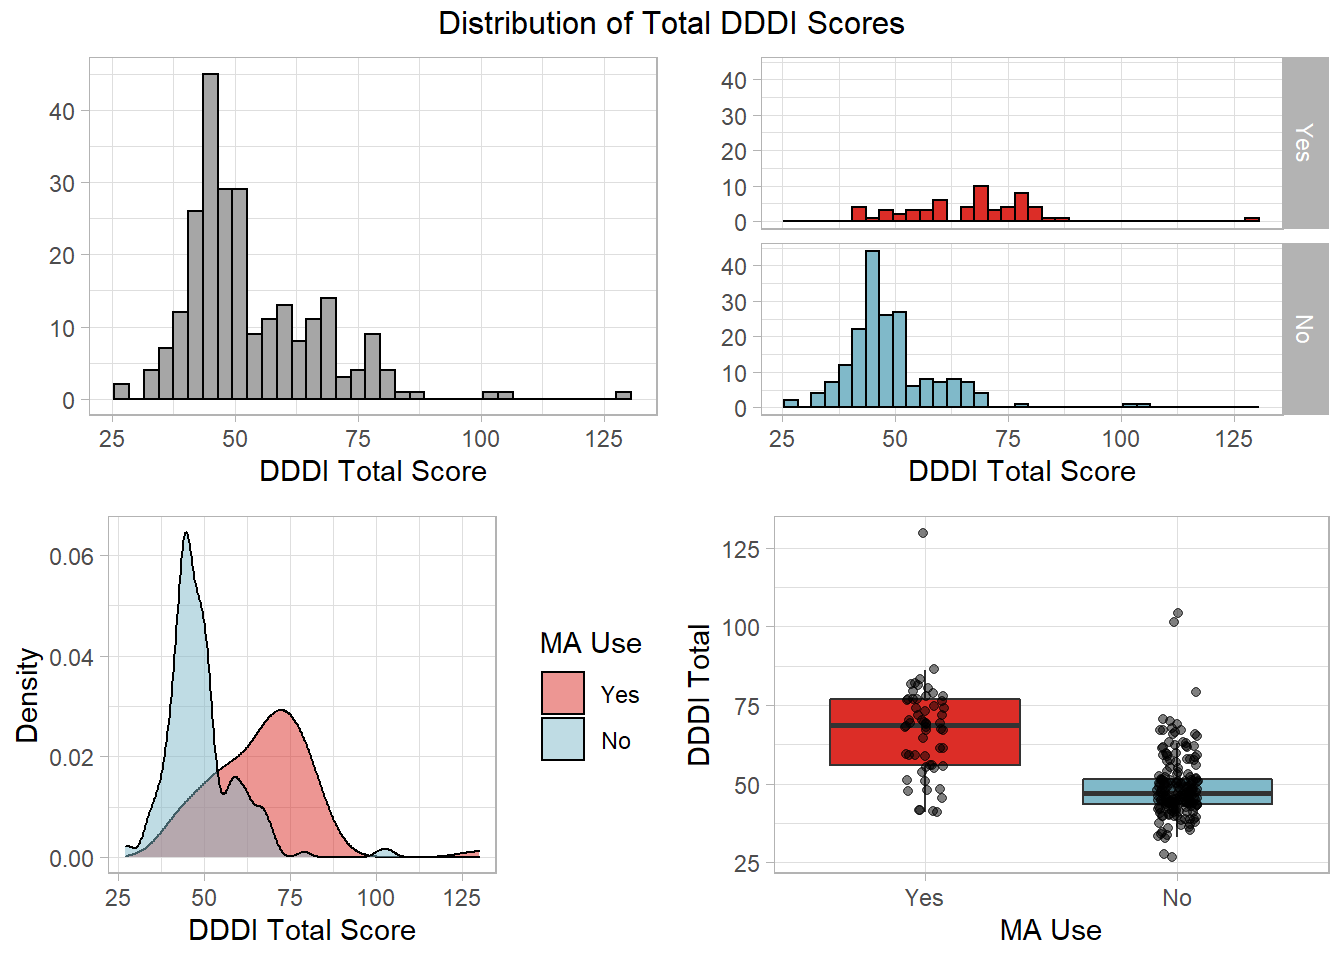 Distribution of Total DDDI Scores
40
30
20
10
0
25 50 75 100 125
DDDI Total Score
40
30
20
10
0
Yes
40
30
20
10
0
No
25 50 75 100 125
DDDI Total Score
0.06
0.04
0.02
0.00
Density
25 50 75 100 125
DDDI Total Score
MA Use
Yes
No
125
100
75
50
25
DDDI Total
Yes No
MA Use